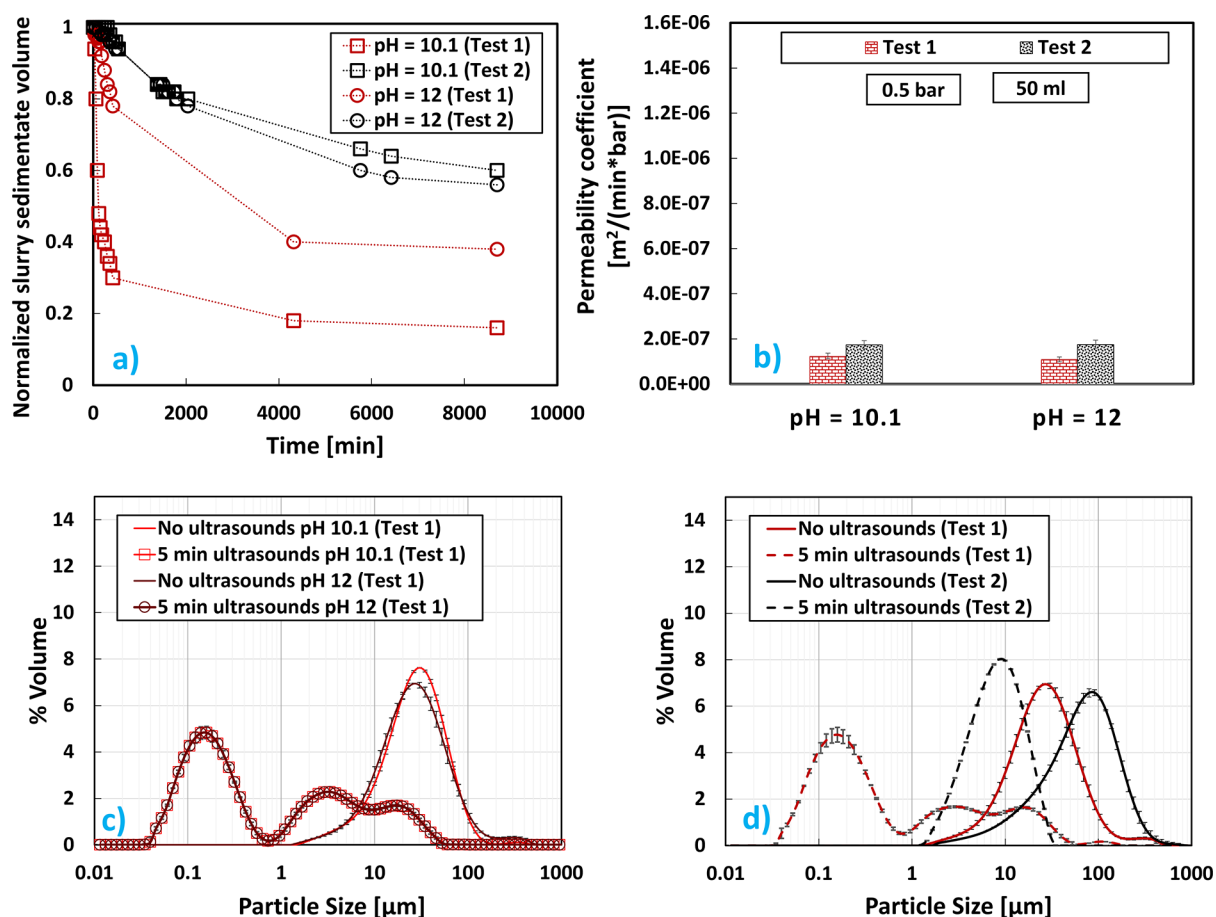 Normalized slurry sedimentate volume
1
0.8
0.6
0.4
0.2
0
pH = 10.1 (Test 1)
pH = 10.1 (Test 2)
pH = 12 (Test 1)
pH = 12 (Test 2)
a)
0 2000 4000 6000 8000 10000
Time [min]
Permeability coefficient
[m²/(min*bar)]
1.6E-06
1.4E-06
1.2E-06
1.0E-06
8.0E-07
6.0E-07
4.0E-07
2.0E-07
0.0E+00
Test 1 Test 2
0.5 bar 50 ml
b)
pH = 10.1 pH = 12
% Volume
14
12
10
8
6
4
2
0
No ultrasounds pH 10.1 (Test 1)
5 min ultrasounds pH 10.1 (Test 1)
No ultrasounds pH 12 (Test 1)
5 min ultrasounds pH 12 (Test 1)
c)
0.01 0.1 1 10 100 1000
Particle Size [µm]
% Volume
14
12
10
8
6
4
2
0
No ultrasounds (Test 1)
5 min ultrasounds (Test 1)
No ultrasounds (Test 2)
5 min ultrasounds (Test 2)
d)
0.01 0.1 1 10 100 1000
Particle Size [µm]